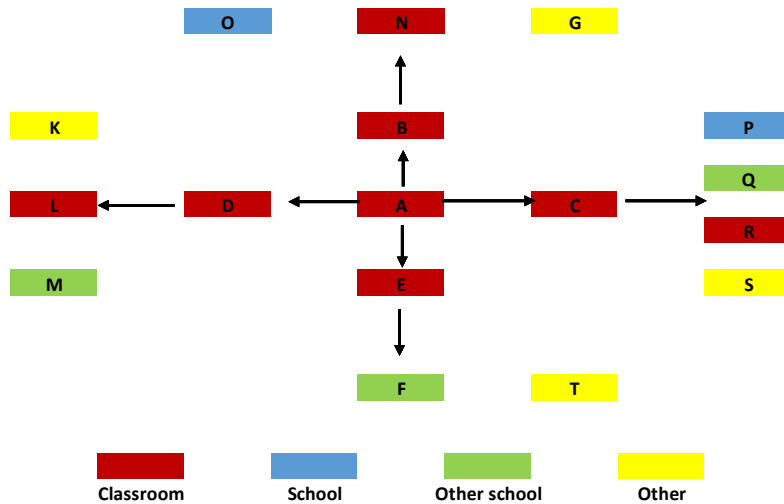 O N G
K B P
Q
L D A C
R
M E S
F T
Classroom School Other school Other